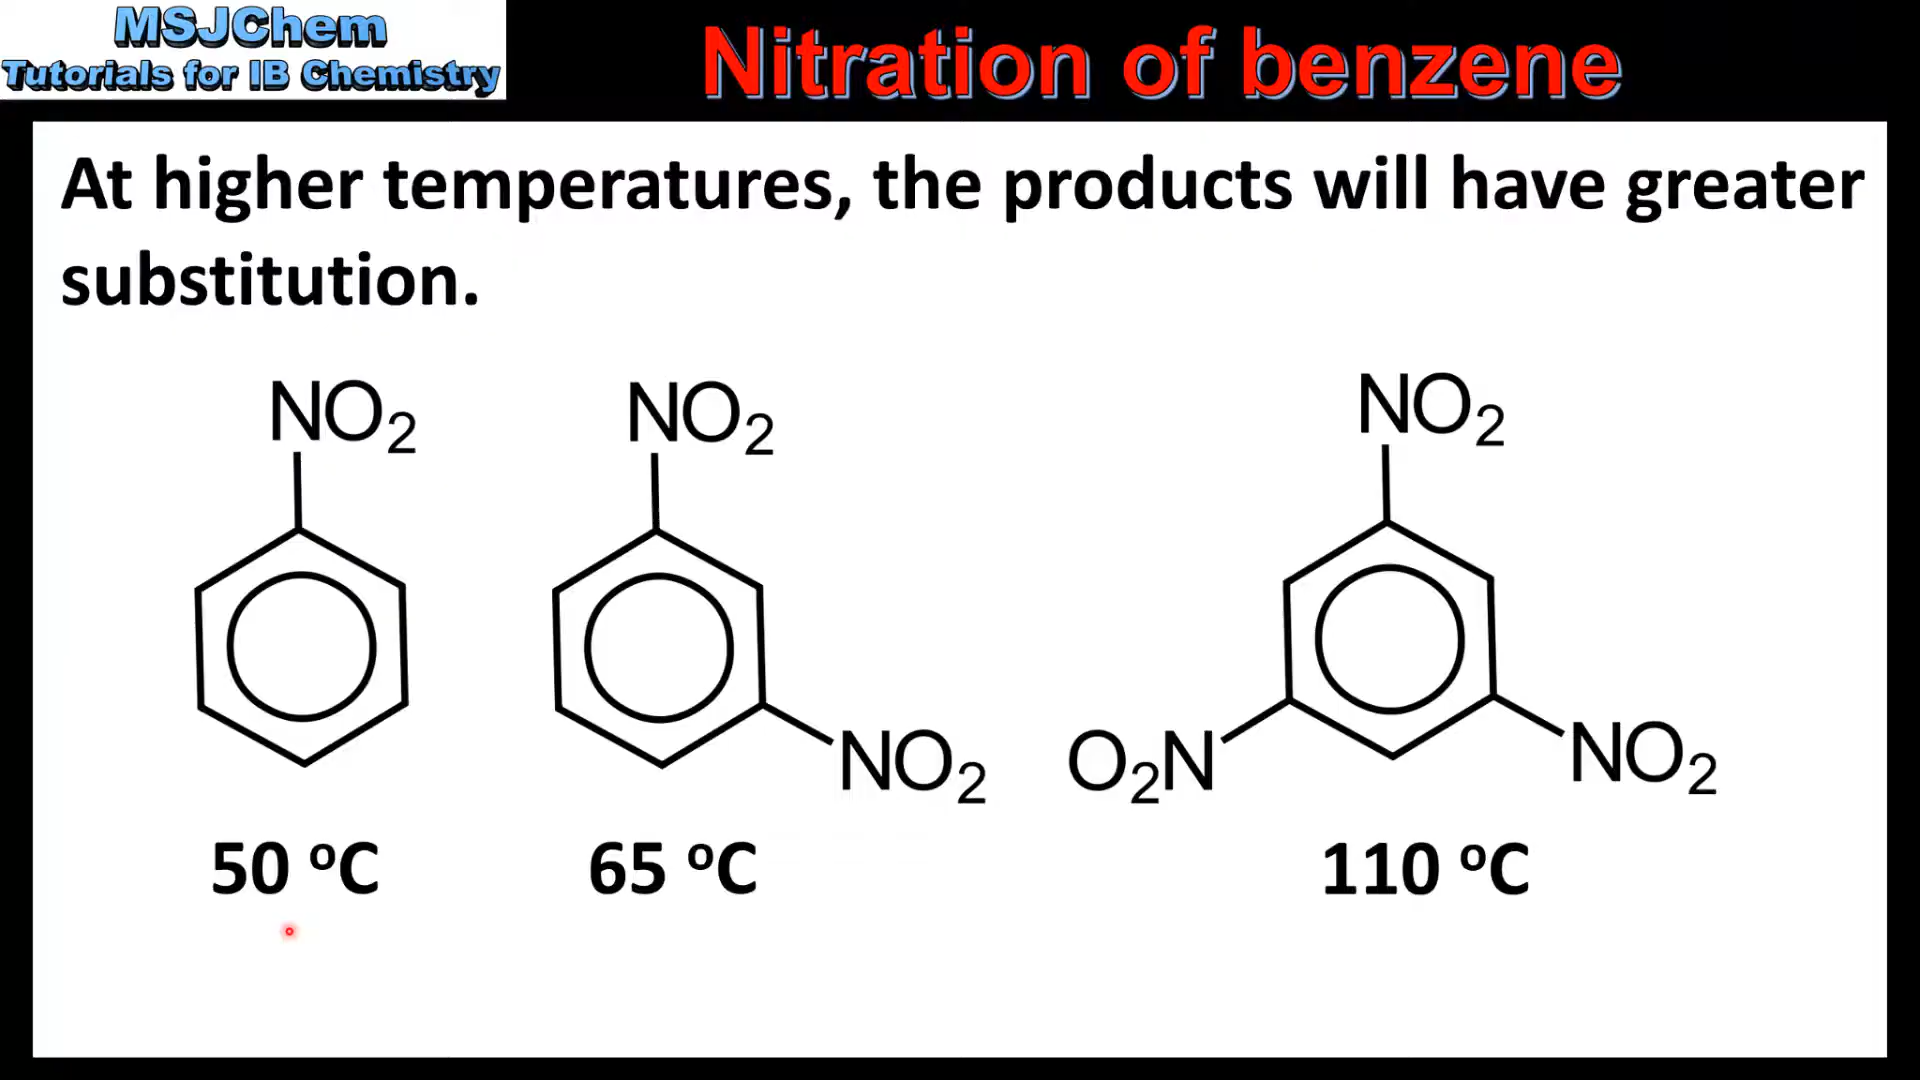 MSJChem
Tutorials for IB Chemistry
Nitration of benzene
At higher temperatures, the products will have greater
substitution.
NO₂
NO₂
NO₂
NO₂
O₂N
NO₂
50 ºC
65 ºC
110 ºC